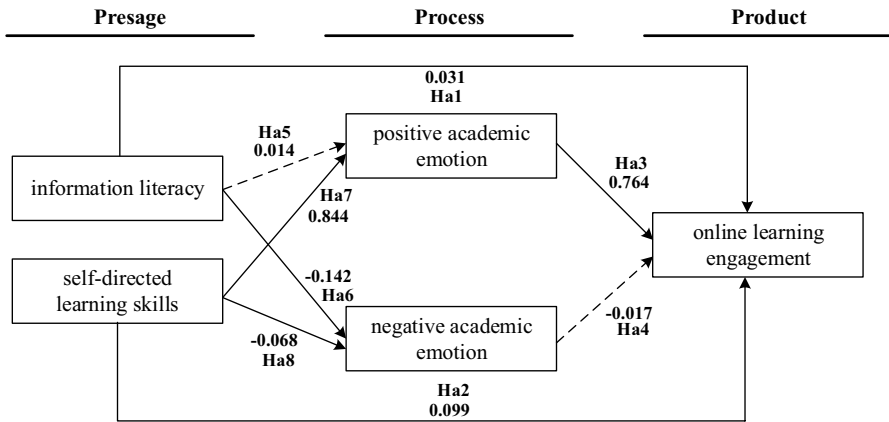 Presage
Process
Product
0.031
Ha1
Ha5
0.014
positive academic
emotion
Ha3
0.764
information literacy
Ha7
0.844
online learning
engagement
self-directed
learning skills
-0.142
Ha6
-0.068
Ha8
negative academic
emotion
-0.017
Ha4
Ha2
0.099